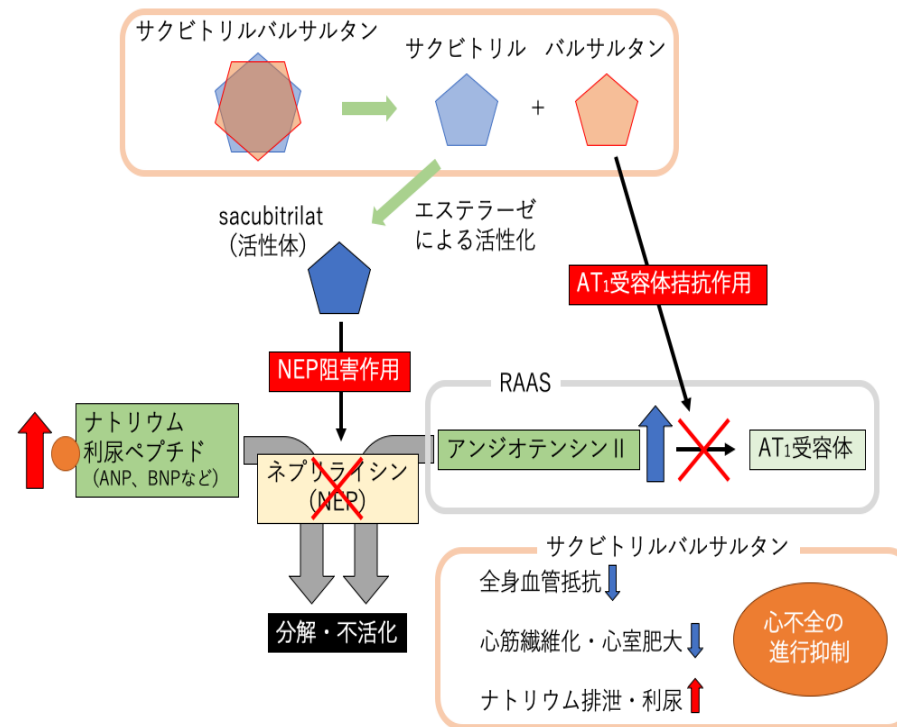 サクビトリルバルサルタン
サクビトリル
バルサルタン
+
sacubitrilat
(活性体)
エステラーゼ
による活性化
AT₁受容体拮抗作用
NEP阻害作用
RAAS
ナトリウム
利尿ペプチド
(ANP、BNPなど)
ネプリライシン
(NEP)
アンジオテンシンⅡ
AT₁受容体
分解・不活化
サクビトリルバルサルタン
全身血管抵抗
心筋繊維化・心室肥大
ナトリウム排泄・利尿
心不全の
進行抑制